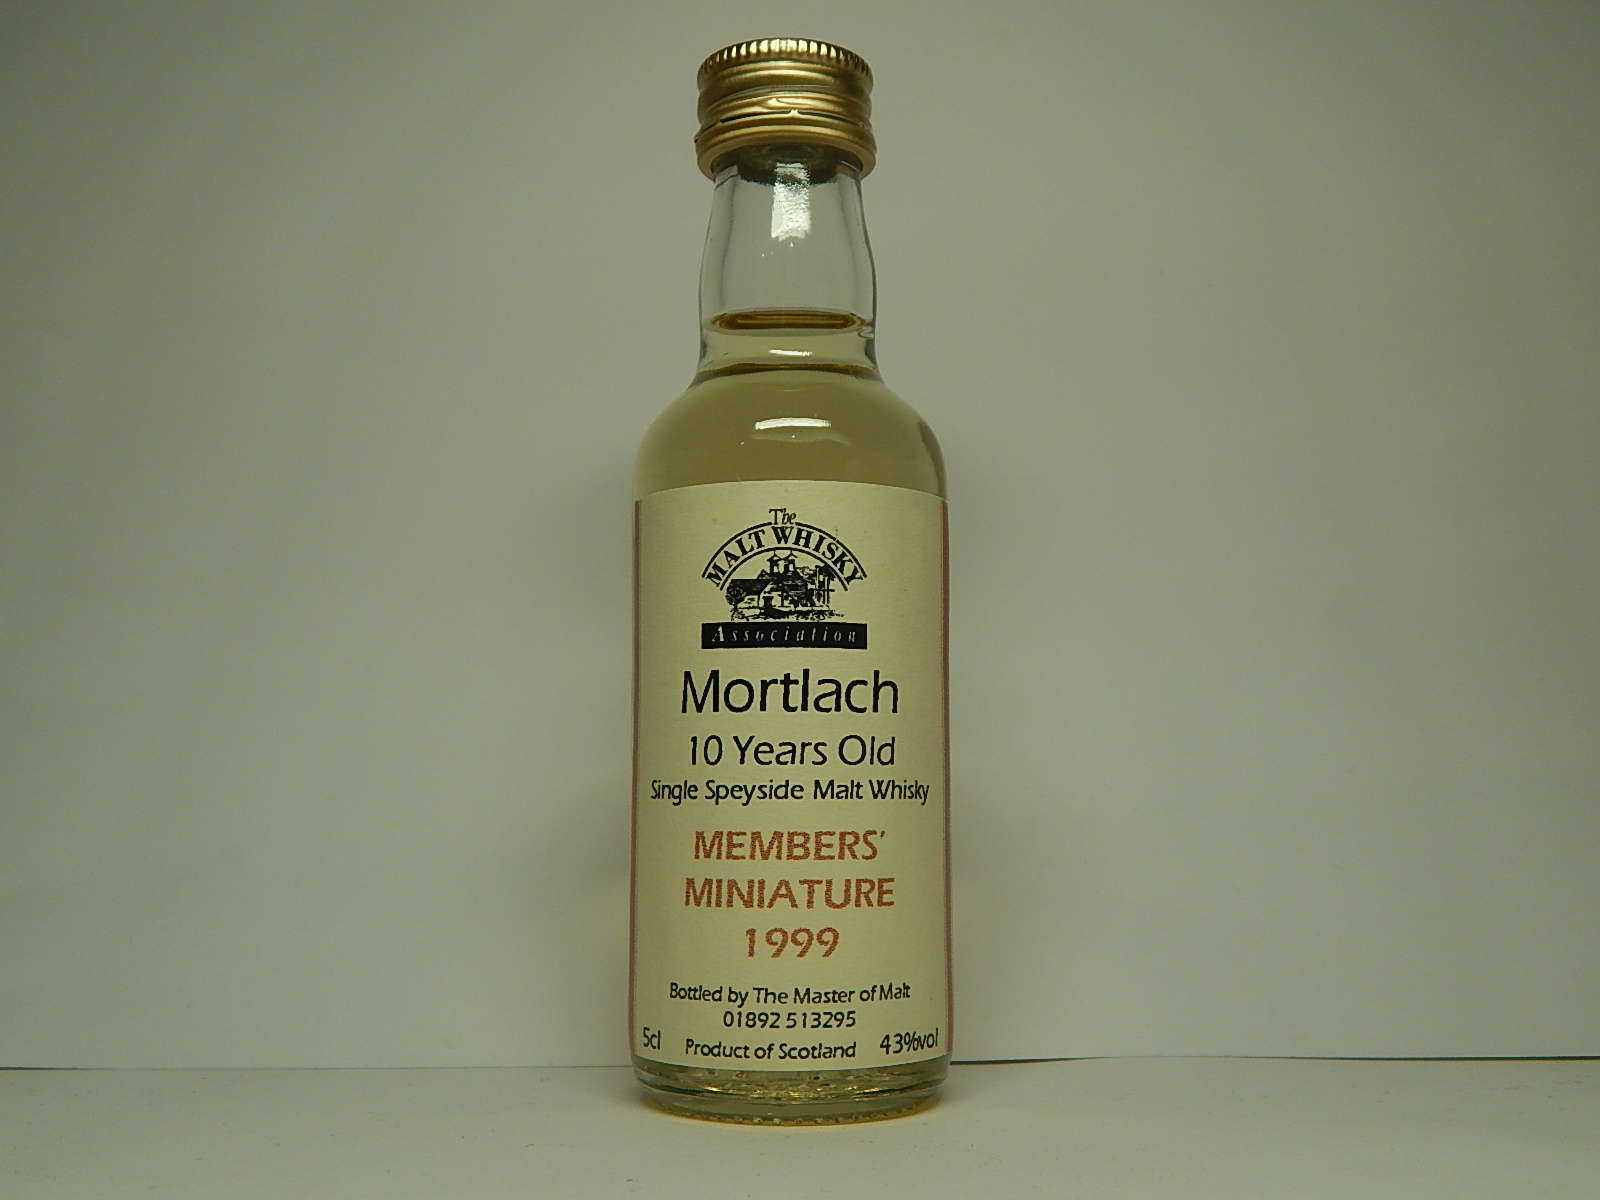 The
MALT WHISKY
Association
Mortlach
10 Years Old
Single Speyside Malt Whisky
MEMBERS'
MINIATURE
1999
Bottled by The Master of Malt
01892 513295
5cl Product of Scotland 43%vol